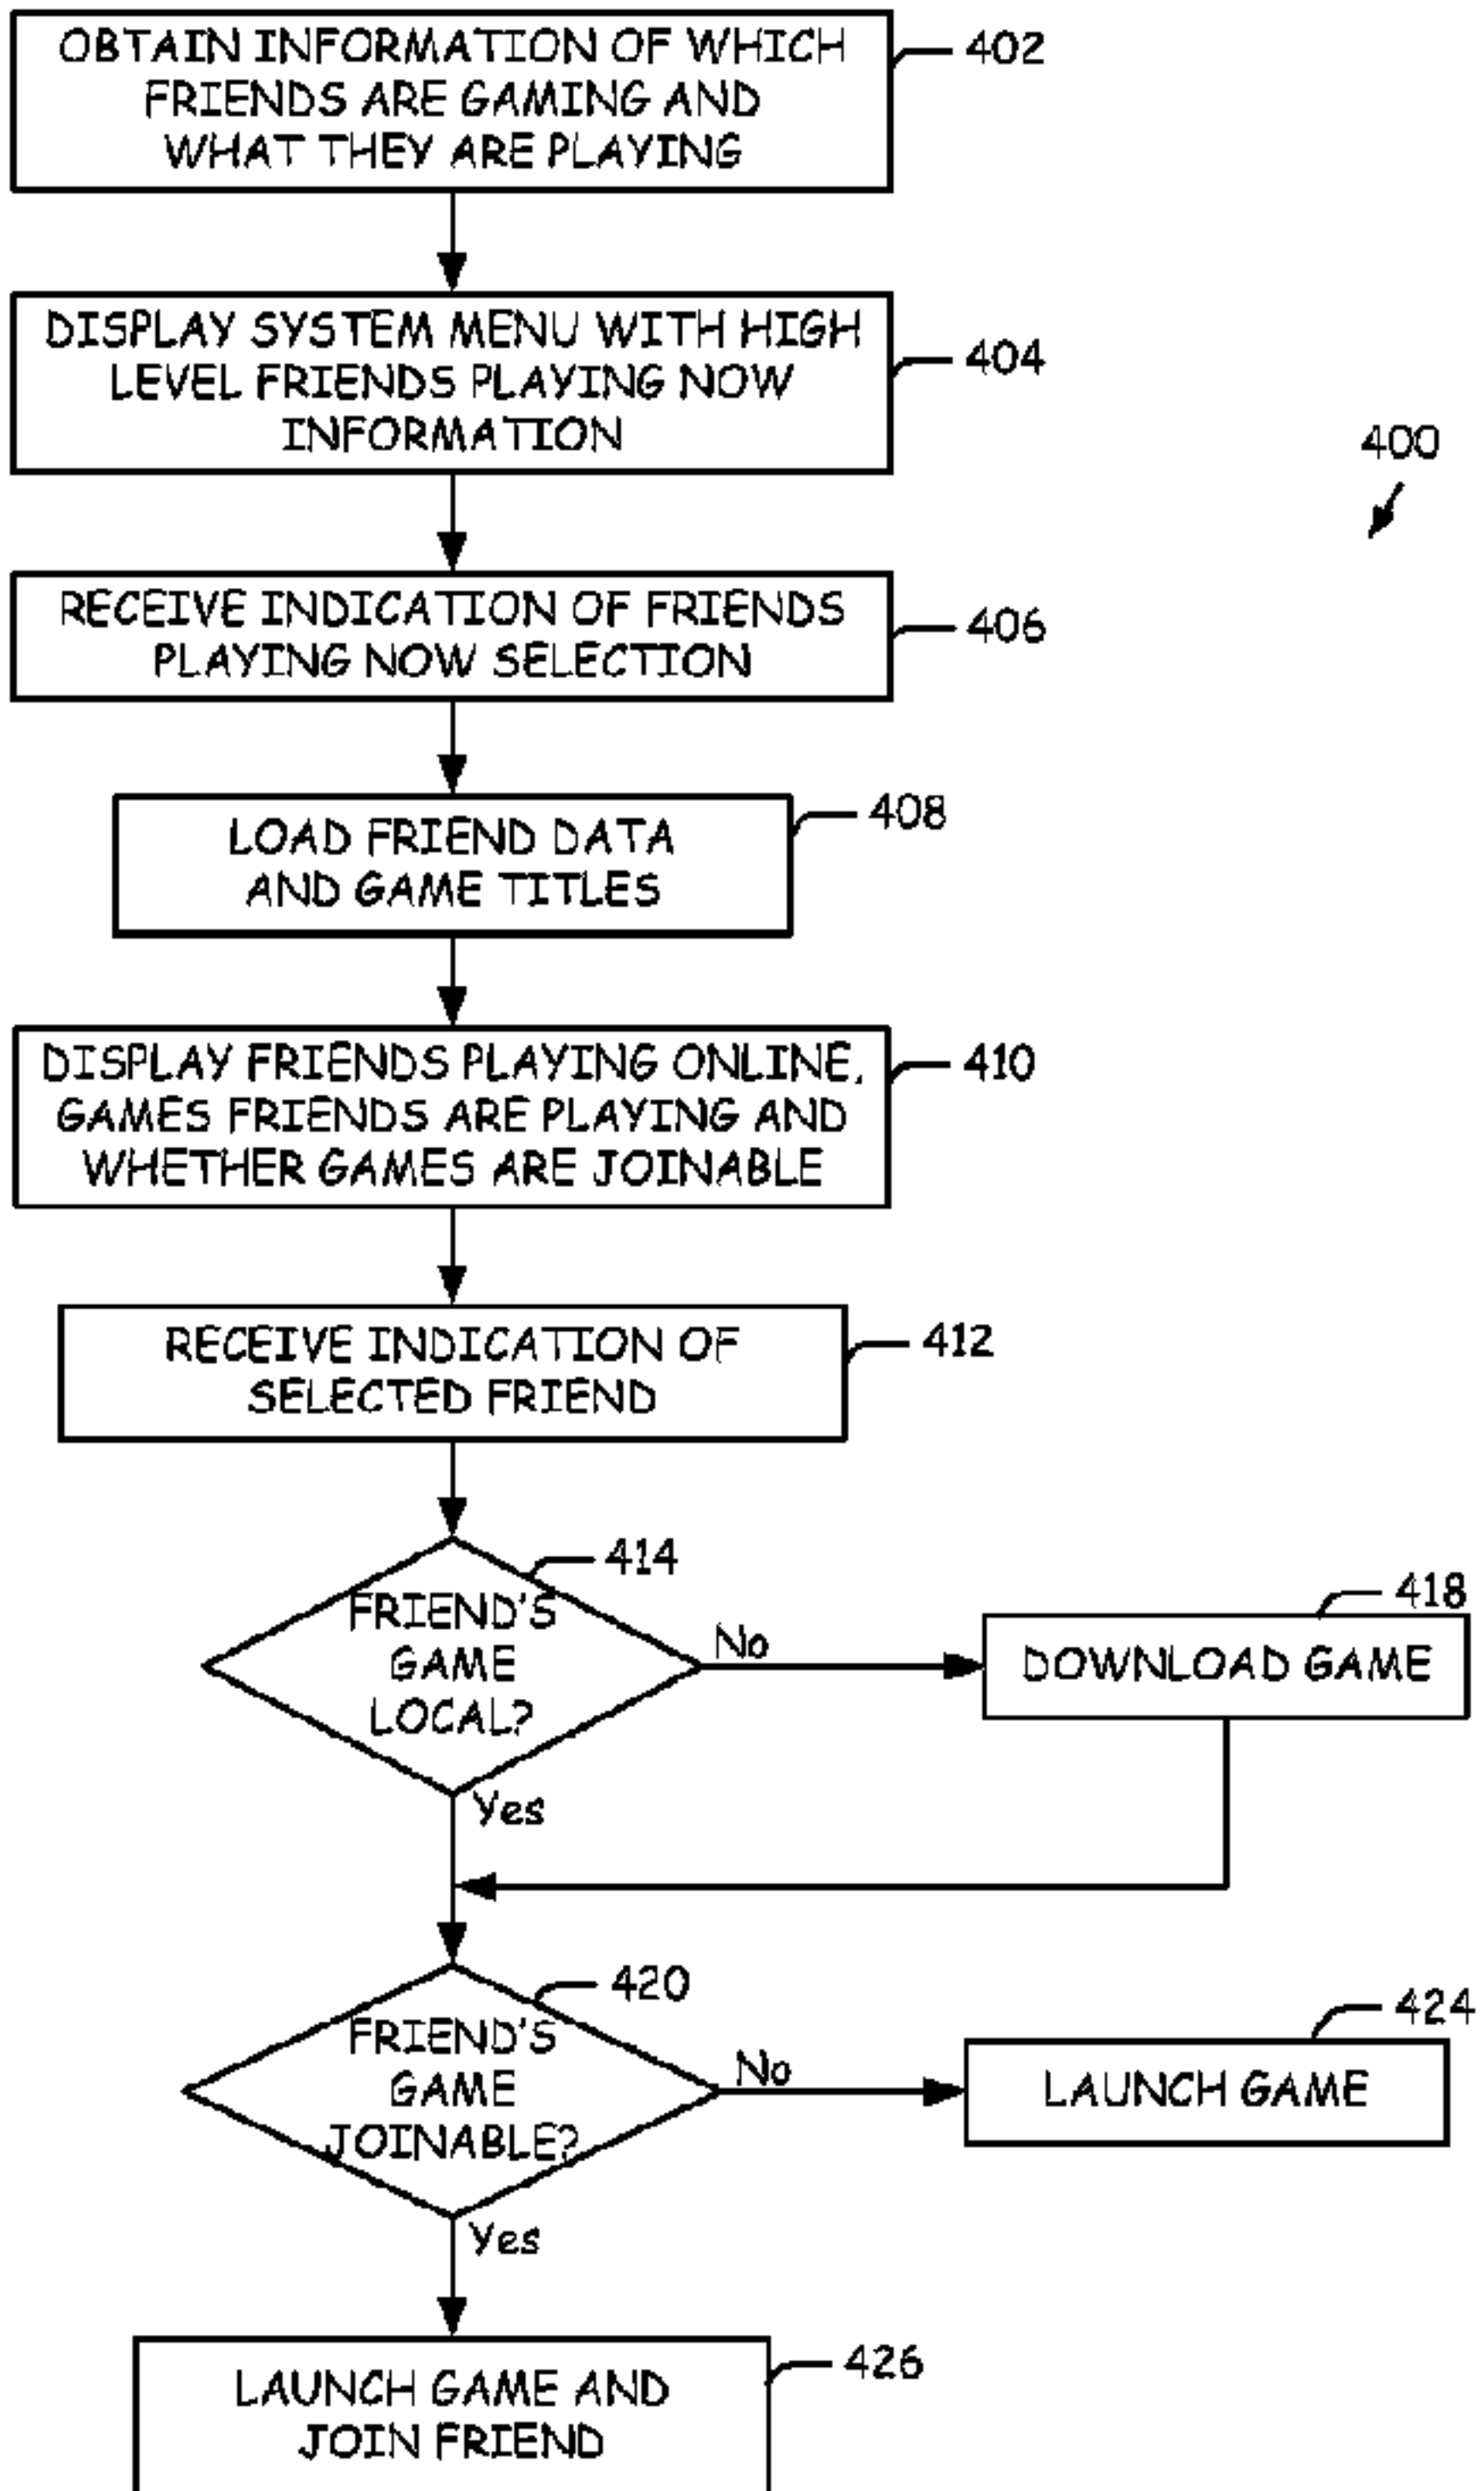 OBTAIN INFORMATION OF WHICH
FRIENDS ARE GAMING AND
WHAT THEY ARE PLAYING
402
DISPLAY SYSTEM MENU WITH HIGH
LEVEL FRIENDS PLAYING NOW
INFORMATION
404
400
RECEIVE INDICATION OF FRIENDS
PLAYING NOW SELECTION
406
LOAD FRIEND DATA
AND GAME TITLES
408
DISPLAY FRIENDS PLAYING ONLINE,
GAMES FRIENDS ARE PLAYING AND
WHETHER GAMES ARE JOINABLE
410
RECEIVE INDICATION OF
SELECTED FRIEND
412
FRIEND'S
GAME
LOCAL?
414
No
DOWNLOAD GAME
418
Yes
FRIEND'S
GAME
JOINABLE?
420
No
LAUNCH GAME
424
Yes
LAUNCH GAME AND
JOIN FRIEND
426